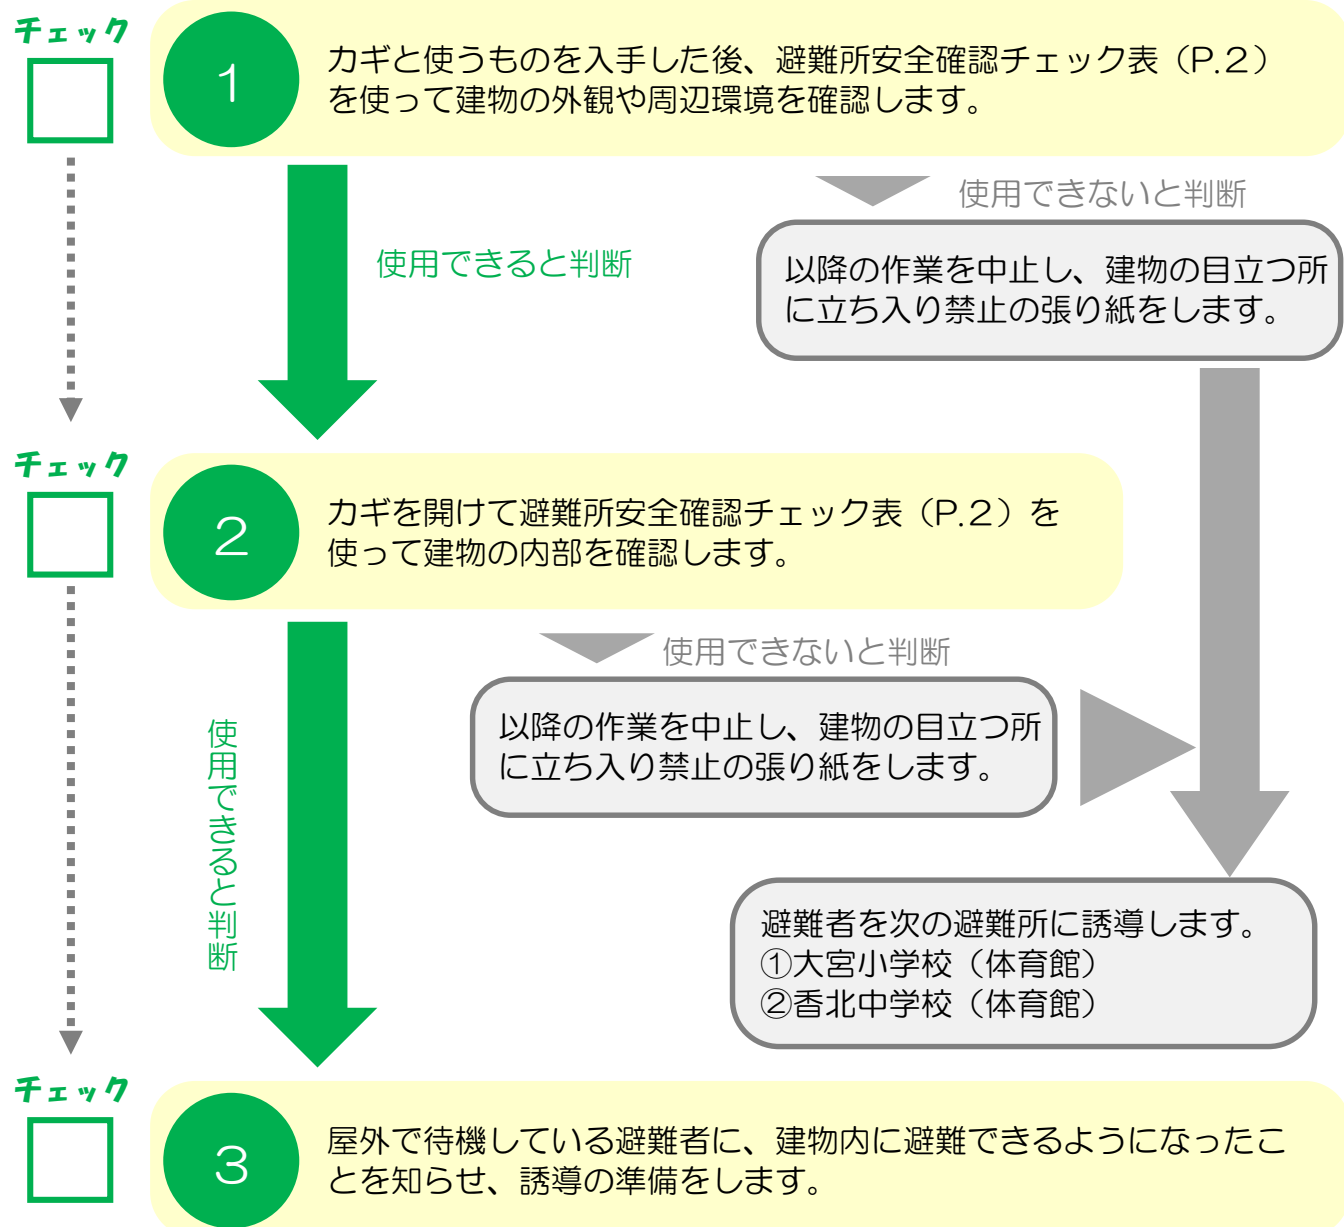 チェック
1
カギと使うものを入手した後、避難所安全確認チェック表（P.２）
を使って建物の外観や周辺環境を確認します。
使用できないと判断
使用できると判断
以降の作業を中止し、建物の目立つ所
に立ち入り禁止の張り紙をします。
チェック
2
カギを開けて避難所安全確認チェック表（P.２）を
使って建物の内部を確認します。
使用できないと判断
以降の作業を中止し、建物の目立つ所
に立ち入り禁止の張り紙をします。
使用できると判断
避難者を次の避難所に誘導します。
①大宮小学校（体育館）
②香北中学校（体育館）
チェック
3
屋外で待機している避難者に、建物内に避難できるようになったこ
とを知らせ、誘導の準備をします。